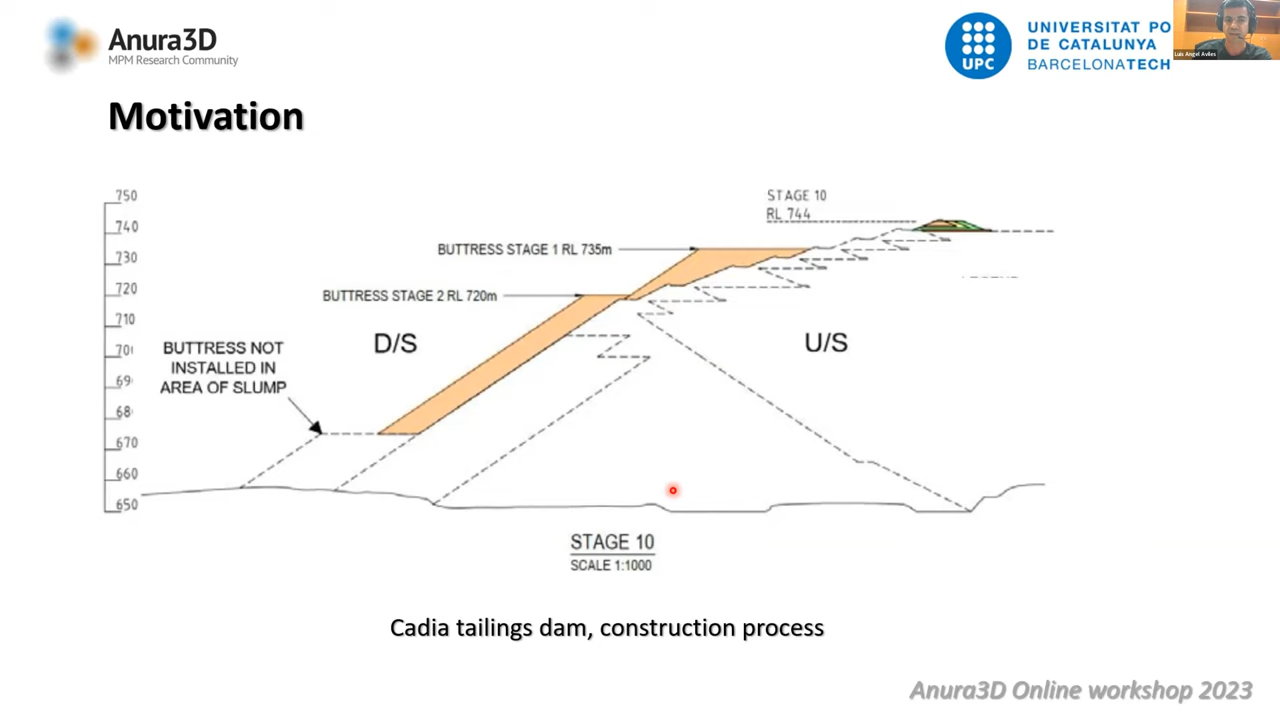 Anura3D
MPM Research Community
UPC
UNIVERSITAT PO
DE CATALUNYA
BARCELONATECH
Luis Angel Aviles
Motivation
750
740
730
720
710
70
69
68
670
660
650
STAGE 10
RL 744
BUTTRESS STAGE 1 RL 735m
BUTTRESS STAGE 2 RL 720m
D/S
U/S
BUTTRESS NOT
INSTALLED IN
AREA OF SLUMP
STAGE 10
SCALE 1:1000
Cadia tailings dam, construction process
Anura3D Online workshop 2023